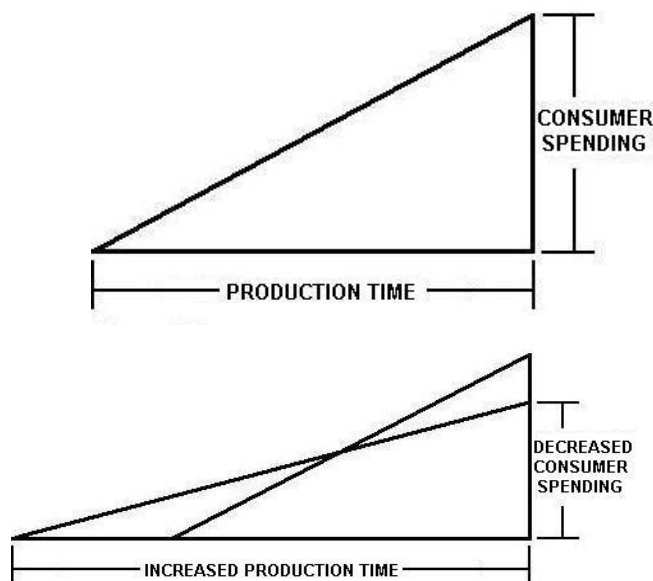 CONSUMER
SPENDING
PRODUCTION TIME
DECREASED
CONSUMER
SPENDING
INCREASED PRODUCTION TIME